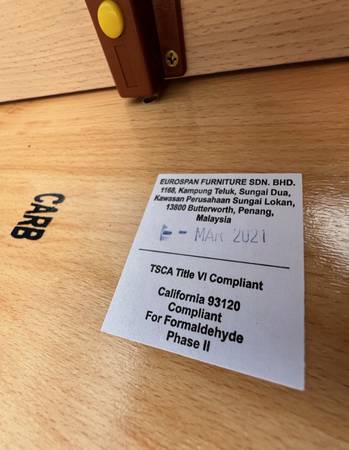 EUROSPAN FURNITURE SDN. BHD.
1168, Kampung Teluk, Sungai Dua,
Kawasan Perusahaan Sungai Lokan,
13800 Butterworth, Penang,
Malaysia
- MAR 2021
TSCA Title VI Compliant
California 93120
Compliant
For Formaldehyde
Phase II
CARB